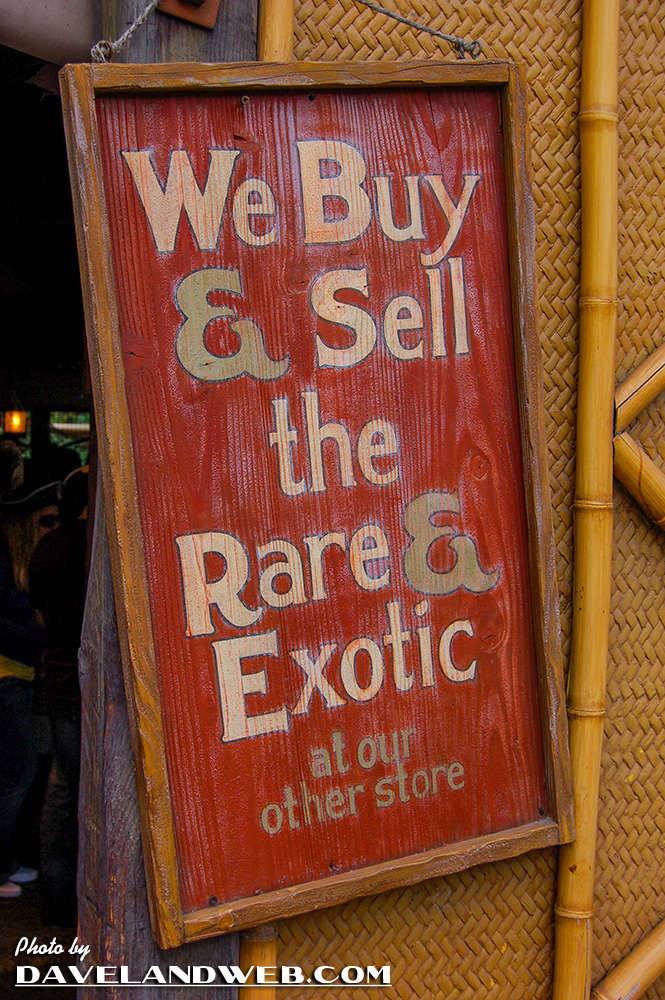 We Buy
& Sell
the
Rare &
Exotic
at our
other store
Photo by
DAVELANDWEB.COM